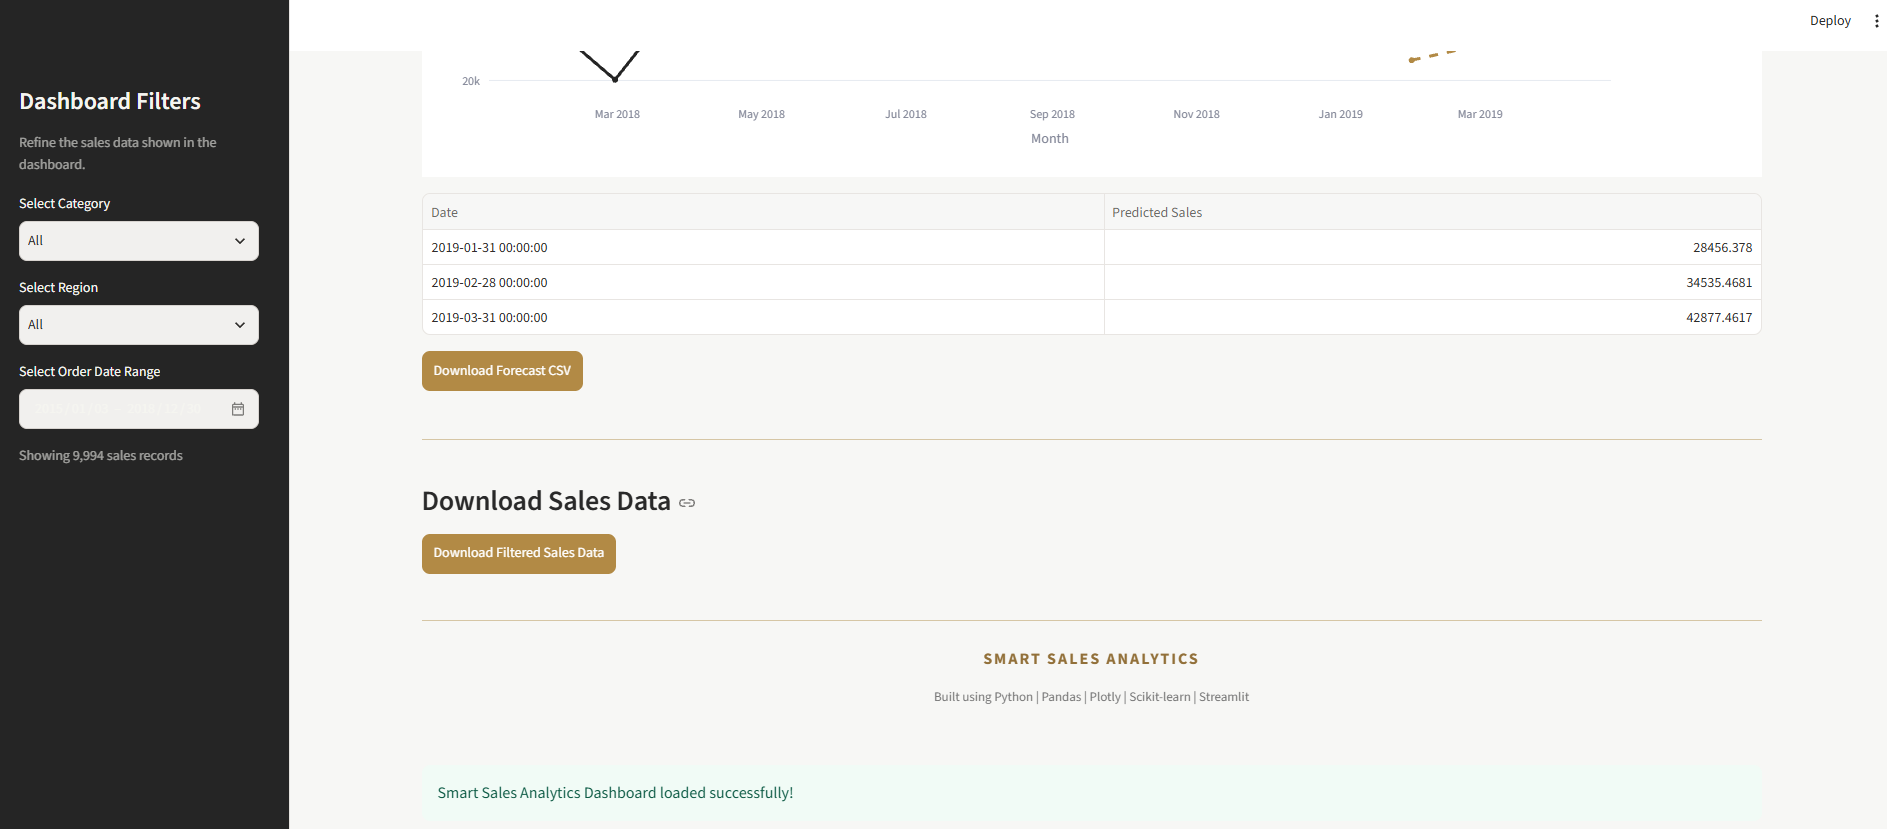 Deploy
Dashboard Filters
Refine the sales data shown in the
dashboard.
Select Category
All
Select Region
All
Select Order Date Range
Showing 9,994 sales records
20k
Mar 2018
May 2018
Jul 2018
Sep 2018
Nov 2018
Jan 2019
Mar 2019
Month
Date Predicted Sales
2019-01-31 00:00:00 28456.378
2019-02-28 00:00:00 34535.4681
2019-03-31 00:00:00 42877.4617
Download Forecast CSV
Download Sales Data
Download Filtered Sales Data
SMART SALES ANALYTICS
Built using Python | Pandas | Plotly | Scikit-learn | Streamlit
Smart Sales Analytics Dashboard loaded successfully!